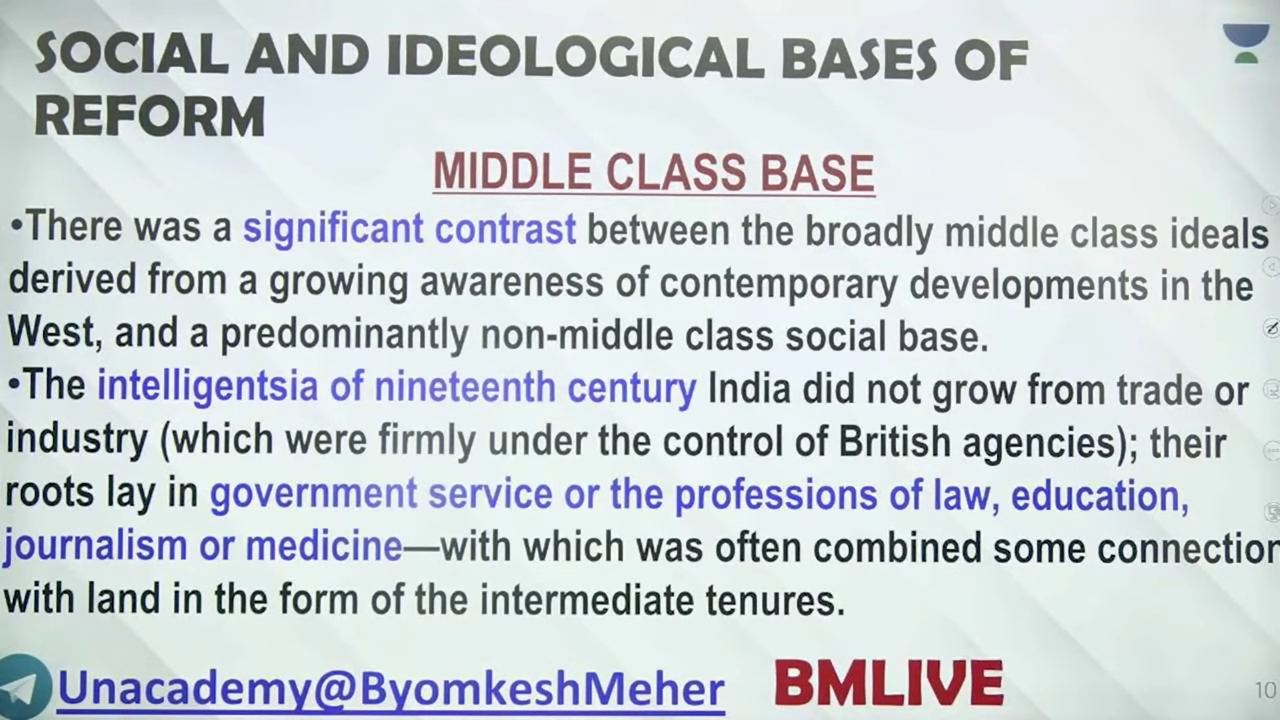 SOCIAL AND IDEOLOGICAL BASES OF
REFORM
MIDDLE CLASS BASE
•There was a significant contrast between the broadly middle class ideals
derived from a growing awareness of contemporary developments in the
West, and a predominantly non-middle class social base.
•The intelligentsia of nineteenth century India did not grow from trade or
industry (which were firmly under the control of British agencies); their
roots lay in government service or the professions of law, education,
journalism or medicine—with which was often combined some connection
with land in the form of the intermediate tenures.
Unacademy@ByomkeshMeher BMLIVE
10